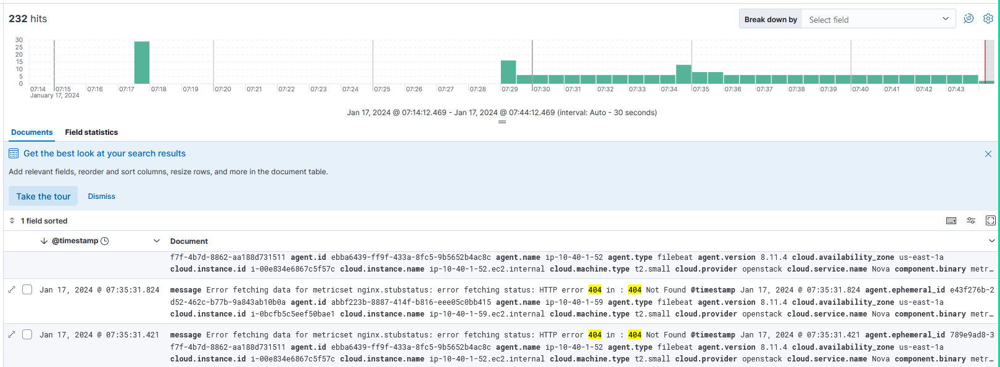 232 hits
Break down by Select field
30
25
20
15
10
5
0
07:14 07:15 07:16 07:17 07:18 07:19 07:20 07:21 07:22 07:23 07:24 07:25 07:26 07:27 07:28 07:29 07:30 07:31 07:32 07:33 07:34 07:35 07:36 07:37 07:38 07:39 07:40 07:41 07:42 07:43
January 17, 2024
Jan 17, 2024 @ 07:14:12.469 - Jan 17, 2024 @ 07:44:12.469 (interval: Auto - 30 seconds)
Documents Field statistics
Get the best look at your search results
Add relevant fields, reorder and sort columns, resize rows, and more in the document table.
Take the tour Dismiss
1 field sorted
@timestamp Document
f7f-4b7d-8862-aa188d731511 agent.id ebba6439-ff9f-433a-8fc5-9b5652b4ac8c agent.name ip-10-40-1-52 agent.type filebeat agent.version 8.11.4 cloud.availability_zone us-east-1a
cloud.instance.id i-00e834e6867c5f57c cloud.instance.name ip-10-40-1-52.ec2.internal cloud.machine.type t2.small cloud.provider openstack cloud.service.name Nova component.binary metr…
Jan 17, 2024 @ 07:35:31.824 message Error fetching data for metricset nginx.stubstatus: error fetching status: HTTP error 404 in : 404 Not Found @timestamp Jan 17, 2024 @ 07:35:31.824 agent.ephemeral_id e43f276b-2
d52-462c-b77b-9a843ab10b0a agent.id abbf223b-8887-414f-b816-eee05c0bb415 agent.name ip-10-40-1-59 agent.type filebeat agent.version 8.11.4 cloud.availability_zone us-east-1a
cloud.instance.id i-0bcfb5c5eef50bae1 cloud.instance.name ip-10-40-1-59.ec2.internal cloud.machine.type t2.small cloud.provider openstack cloud.service.name Nova component.binary metr…
Jan 17, 2024 @ 07:35:31.421 message Error fetching data for metricset nginx.stubstatus: error fetching status: HTTP error 404 in : 404 Not Found @timestamp Jan 17, 2024 @ 07:35:31.421 agent.ephemeral_id 789e9ad8-3
f7f-4b7d-8862-aa188d731511 agent.id ebba6439-ff9f-433a-8fc5-9b5652b4ac8c agent.name ip-10-40-1-52 agent.type filebeat agent.version 8.11.4 cloud.availability_zone us-east-1a
cloud.instance.id i-00e834e6867c5f57c cloud.instance.name ip-10-40-1-52.ec2.internal cloud.machine.type t2.small cloud.provider openstack cloud.service.name Nova component.binary metr…